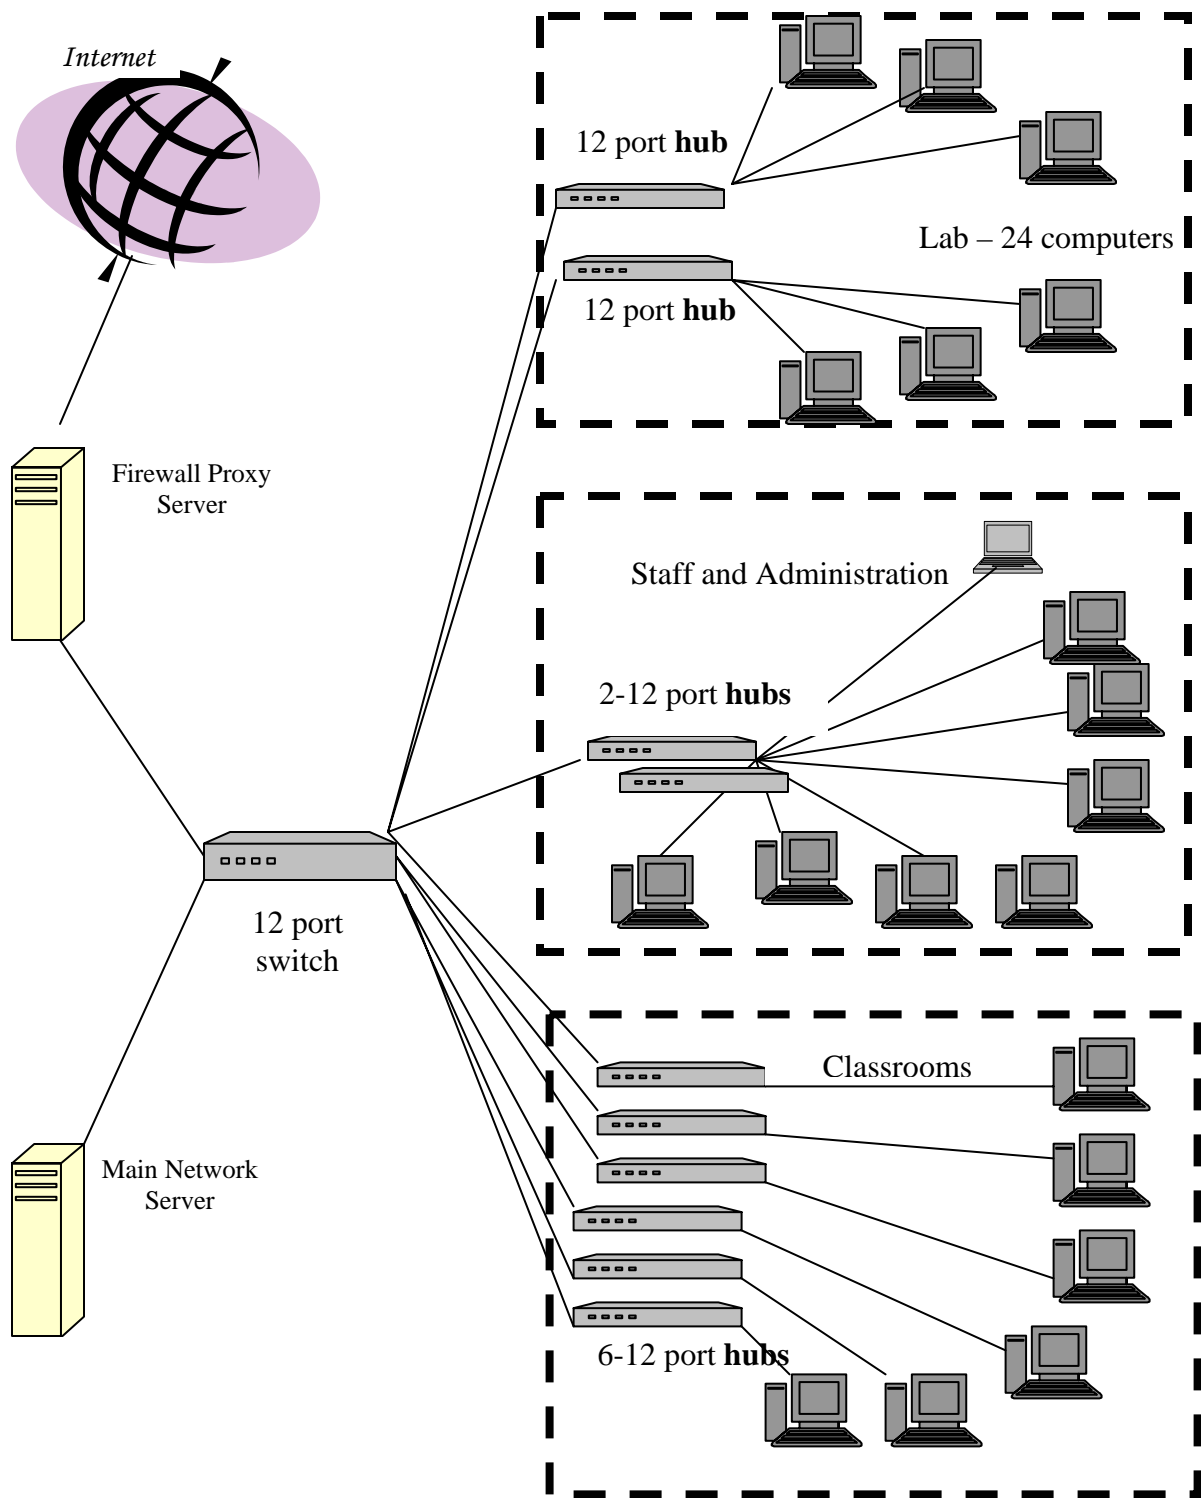 Internet
12 port hub
Lab – 24 computers
12 port hub
Firewall Proxy
Server
Staff and Administration
2-12 port hubs
12 port
switch
Classrooms
Main Network
Server
6-12 port hubs